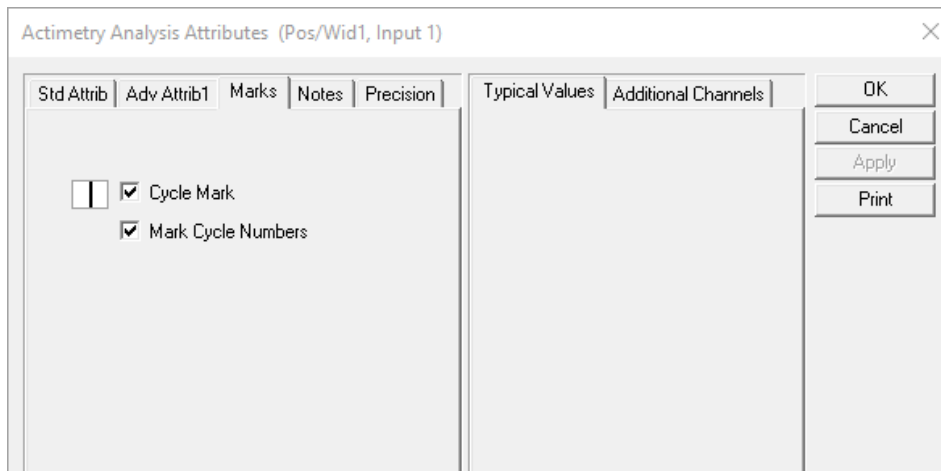 Actimetry Analysis Attributes (Pos/Wid1, Input 1)
Std Attrib Adv Attrib1 Marks Notes Precision
Typical Values Additional Channels
OK
Cancel
Apply
Print
Cycle Mark
Mark Cycle Numbers